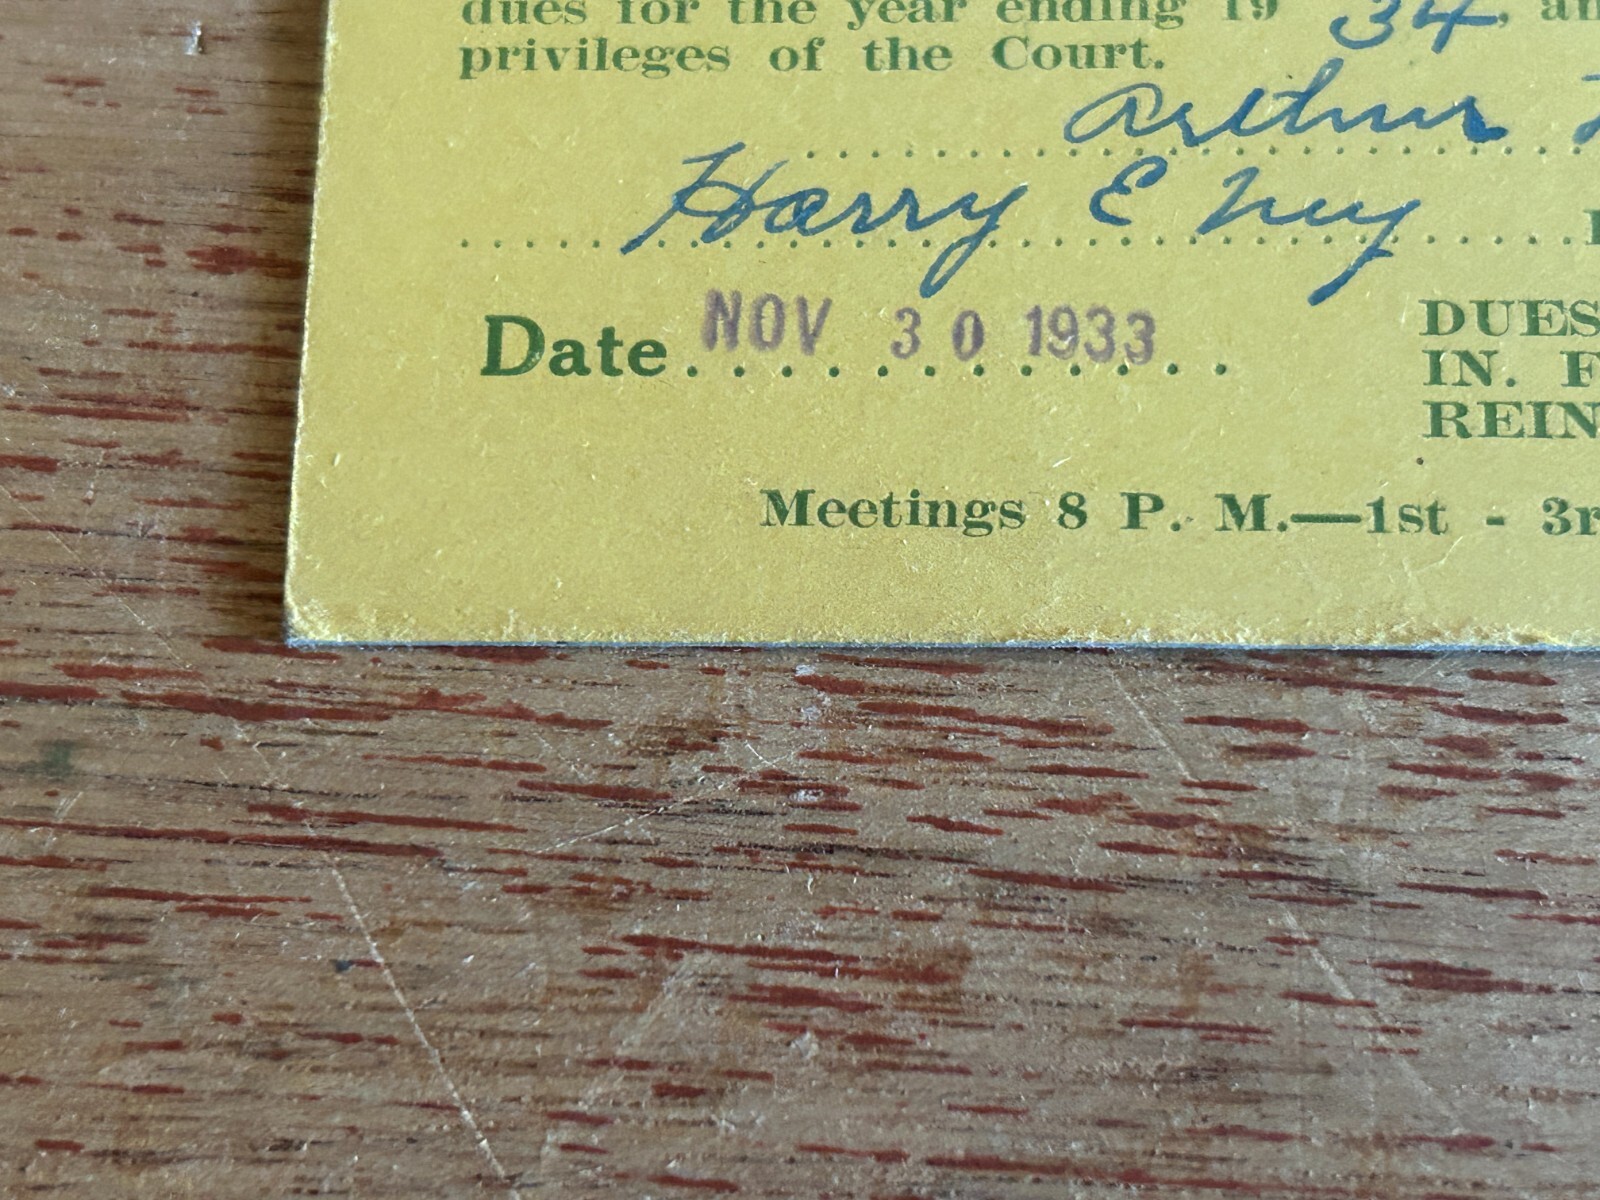 dues for the year ending 19 34, an
privileges of the Court.
Arthur
Harry E
Date NOV 30 1933
DUES
IN. F
REIN
Meetings 8 P. M.—1st - 3r